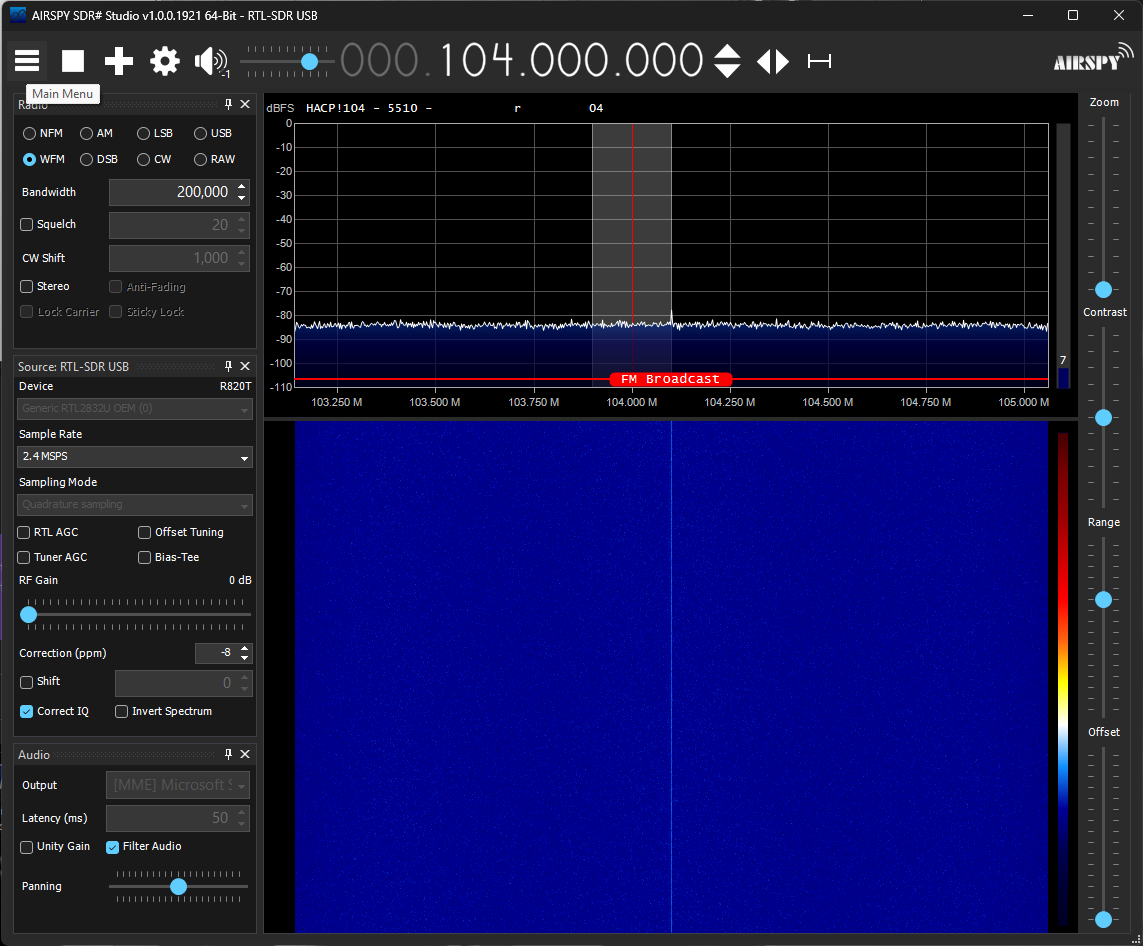 AIRSPY SDR# Studio v1.0.0.1921 64-Bit - RTL-SDR USB
-1
000.104.000.000
AIRSPY
Main Menu
Radio
NFM AM LSB USB
WFM DSB CW RAW
Bandwidth 200,000
Squelch 20
CW Shift 1,000
Stereo Anti-Fading
Lock Carrier Sticky Lock
Source: RTL-SDR USB
Device R820T
Generic RTL2832U OEM (0)
Sample Rate
2.4 MSPS
Sampling Mode
Quadrature sampling
RTL AGC Offset Tuning
Tuner AGC Bias-Tee
RF Gain 0 dB
Correction (ppm) -8
Shift 0
Correct IQ Invert Spectrum
Audio
Output [MME] Microsoft S
Latency (ms) 50
Unity Gain Filter Audio
Panning
dBFS HACP!104 - 5510 - r 04
0
-10
-20
-30
-40
-50
-60
-70
-80
-90
-100
-110
FM Broadcast
103.250 M 103.500 M 103.750 M 104.000 M 104.250 M 104.500 M 104.750 M 105.000 M
7
Zoom
Contrast
Range
Offset